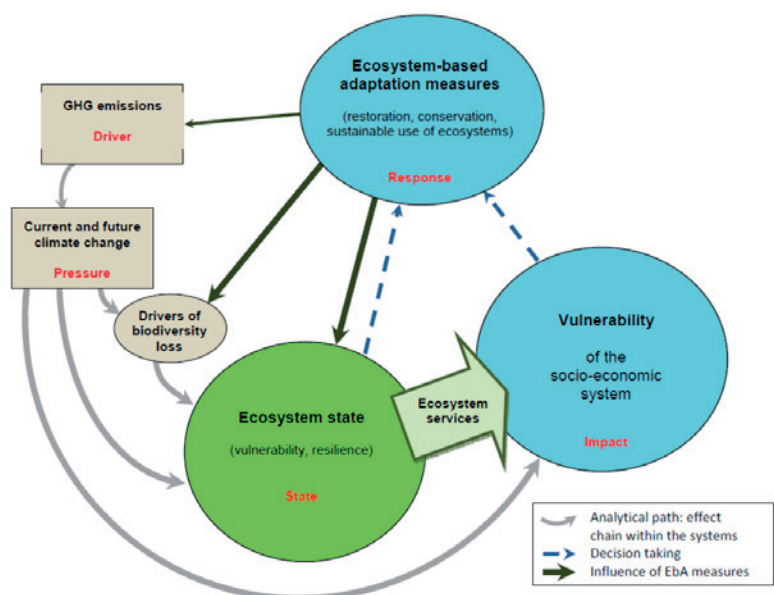 Ecosystem-based
adaptation measures
(restoration, conservation,
sustainable use of ecosystems)
Response
GHG emissions
Driver
Current and future
climate change
Pressure
Drivers of
biodiversity
loss
Vulnerability
of the
socio-economic
system
Impact
Ecosystem state
(vulnerability, resilience)
State
Ecosystem
services
Analytical path: effect
chain within the systems
Decision taking
Influence of EbA measures